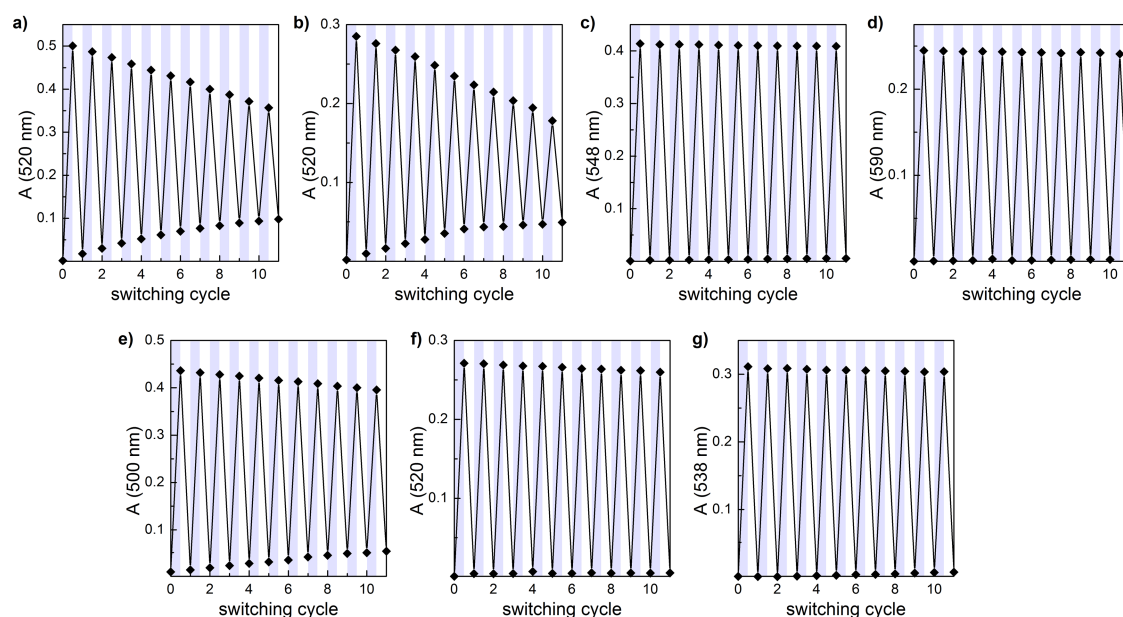 a)
A (520 nm)
0.5
0.4
0.3
0.2
0.1
0 2 4 6 8 10
switching cycle
b)
A (520 nm)
0.3
0.2
0.1
0 2 4 6 8 10
switching cycle
c)
A (548 nm)
0.4
0.3
0.2
0.1
0 2 4 6 8 10
switching cycle
d)
A (590 nm)
0.2
0.1
0 2 4 6 8 10
switching cycle
e)
A (500 nm)
0.5
0.4
0.3
0.2
0.1
0 2 4 6 8 10
switching cycle
f)
A (520 nm)
0.3
0.2
0.1
0 2 4 6 8 10
switching cycle
g)
A (538 nm)
0.3
0.2
0.1
0 2 4 6 8 10
switching cycle